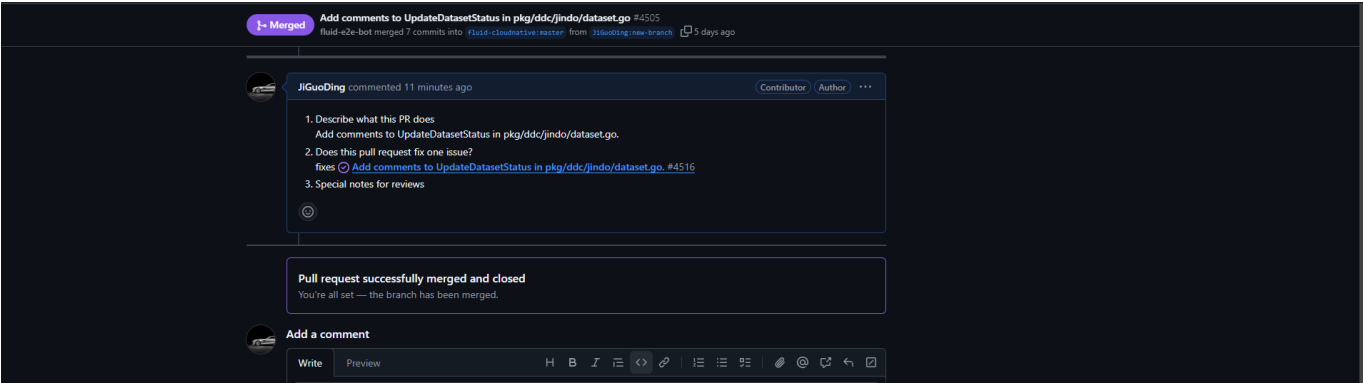 Merged
Add comments to UpdateDatasetStatus in pkg/ddc/jindo/dataset.go #4505
fluid-e2e-bot merged 7 commits into fluid-cloudnative:master from JiGuoDing:new-branch 5 days ago
JiGuoDing commented 11 minutes ago Contributor Author
1. Describe what this PR does
Add comments to UpdateDatasetStatus in pkg/ddc/jindo/dataset.go.
2. Does this pull request fix one issue?
fixes Add comments to UpdateDatasetStatus in pkg/ddc/jindo/dataset.go. #4516
3. Special notes for reviews
Pull request successfully merged and closed
You're all set — the branch has been merged.
Add a comment
Write Preview